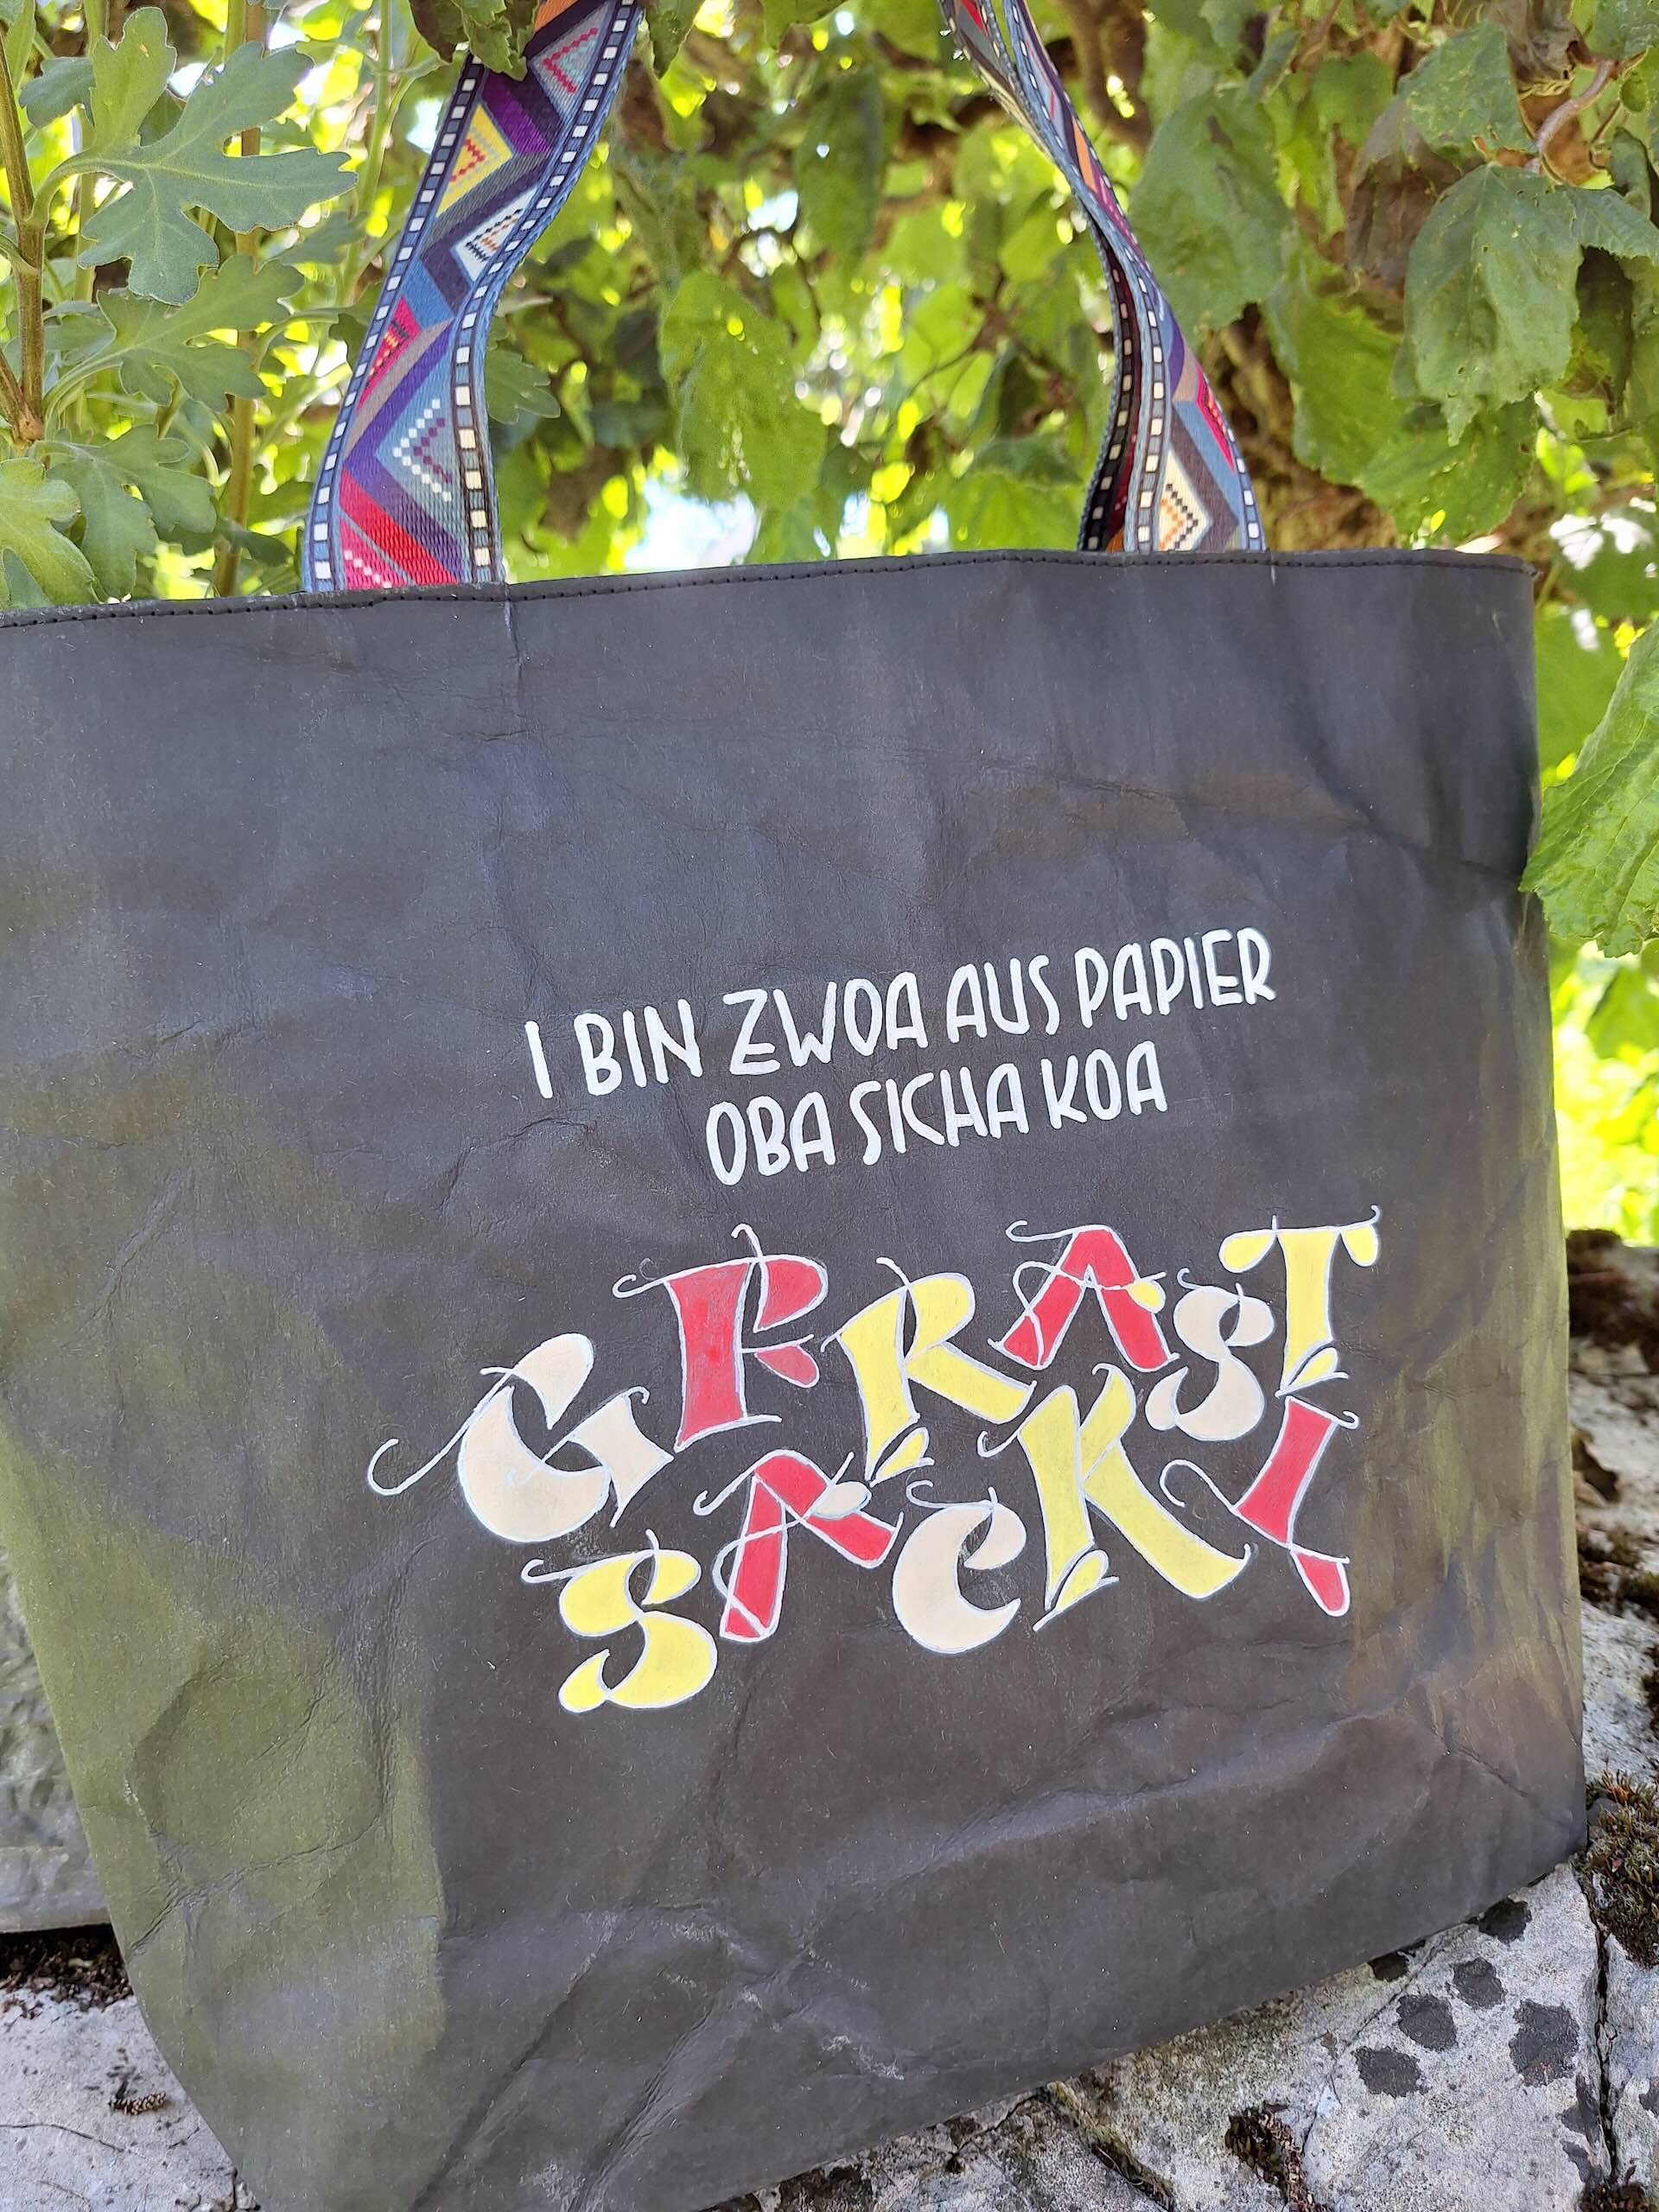 I BIN ZWOA AUS PAPIER
OBA SICHA KOA
GFRAST
SACKL